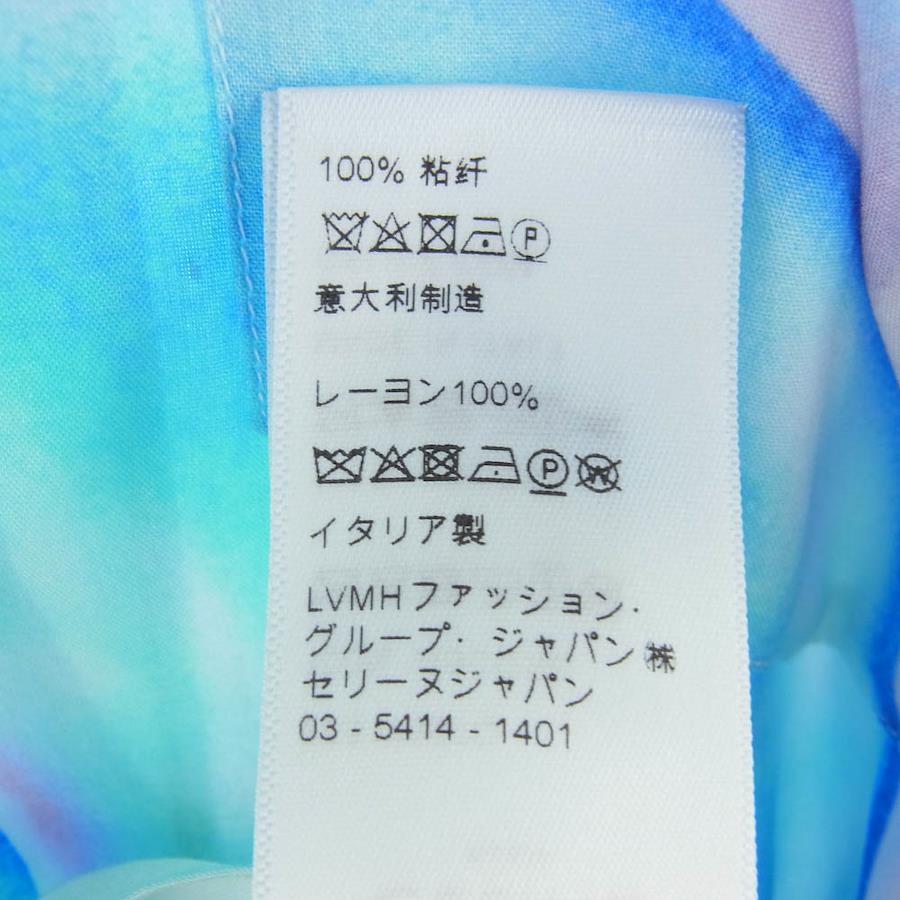 100% 粘纤
P
意大利制造
レーヨン100%
P W
イタリア製
LVMHファッション·
グループ· ジャパン㈱
セリーヌジャパン
03 - 5414 - 1401